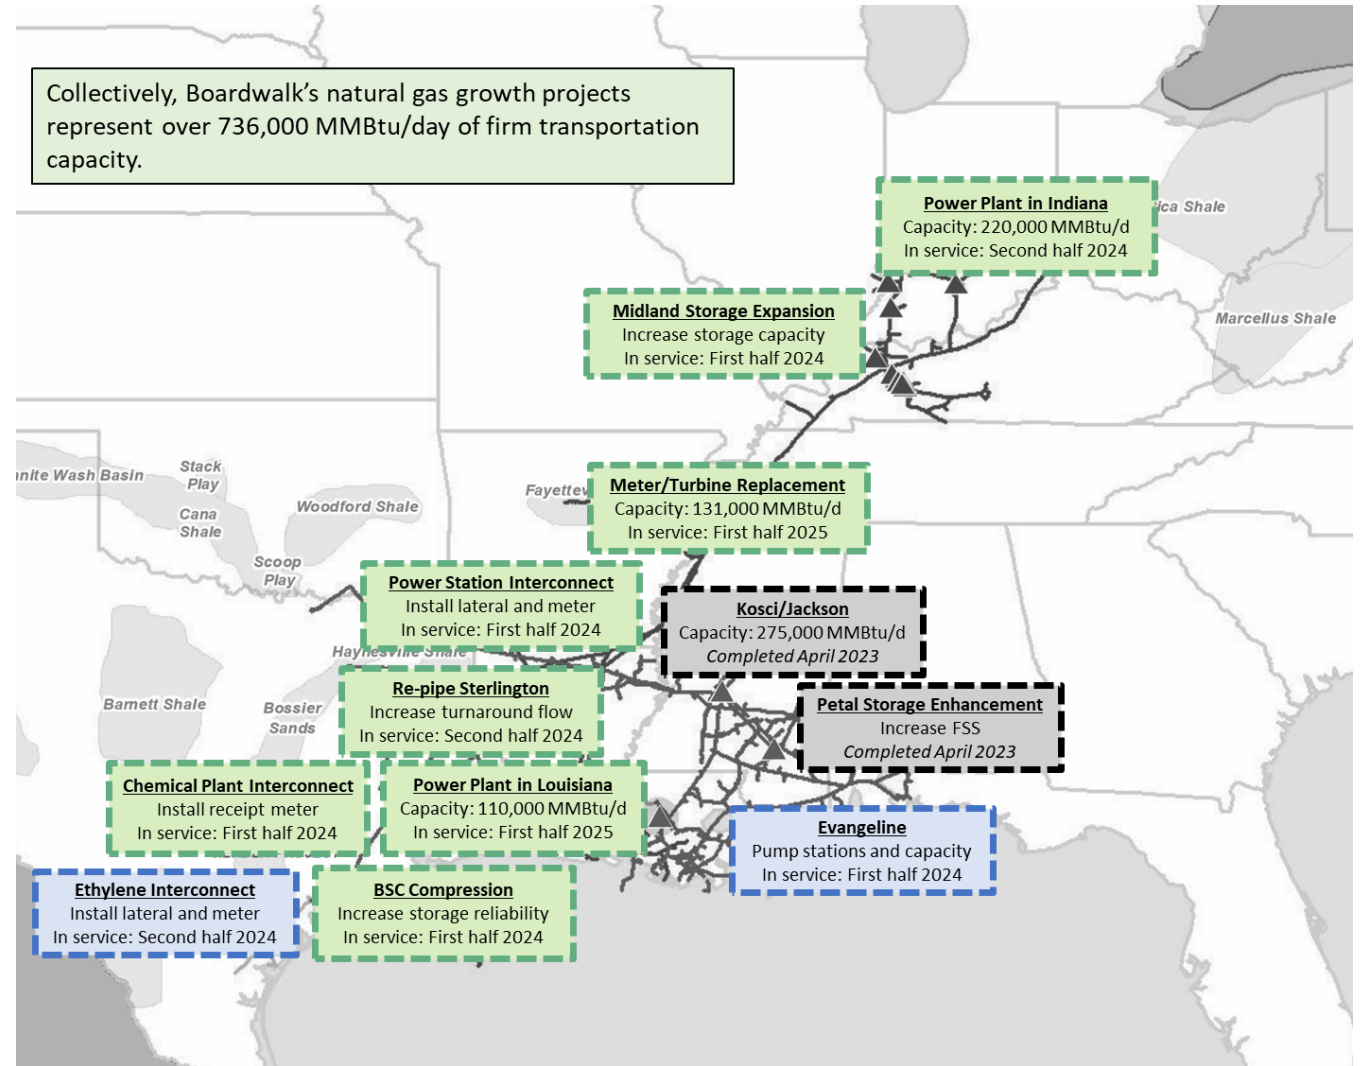 Collectively, Boardwalk's natural gas growth projects
represent over 736,000 MMBtu/day of firm transportation
capacity.
Power Plant in Indiana
Capacity: 220,000 MMBtu/d
In service: Second half 2024
ica Shale
Midland Storage Expansion
Increase storage capacity
In service: First half 2024
Marcellus Shale
nite Wash Basin
Stack
Play
Cana
Shale
Woodford Shale
Scoop
Play
Fayettev
Meter/Turbine Replacement
Capacity: 131,000 MMBtu/d
In service: First half 2025
Power Station Interconnect
Install lateral and meter
In service: First half 2024
Kosci/Jackson
Capacity: 275,000 MMBtu/d
Completed April 2023
Haynesville Shale
Barnett Shale
Bossier
Sands
Re-pipe Sterlington
Increase turnaround flow
In service: Second half 2024
Petal Storage Enhancement
Increase FSS
Completed April 2023
Chemical Plant Interconnect
Install receipt meter
In service: First half 2024
Power Plant in Louisiana
Capacity: 110,000 MMBtu/d
In service: First half 2025
Evangeline
Pump stations and capacity
In service: First half 2024
Ethylene Interconnect
Install lateral and meter
In service: Second half 2024
BSC Compression
Increase storage reliability
In service: First half 2024